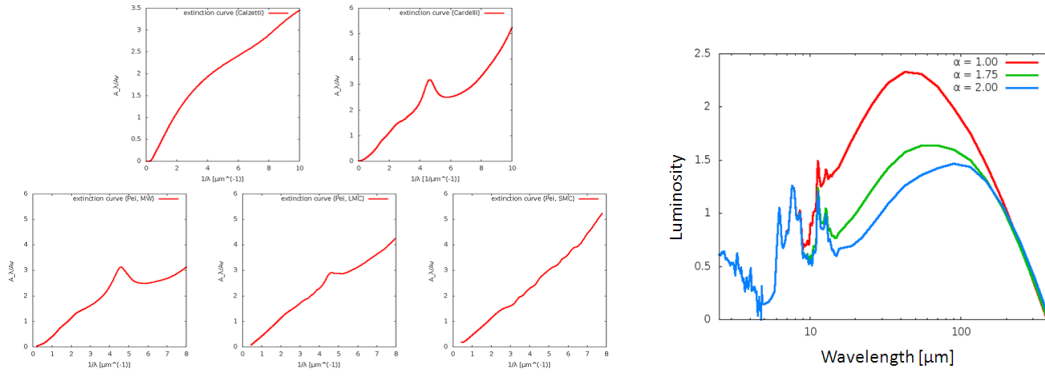 extinction curve (Calzetti)
3.5
3
2.5
2
1.5
1
0.5
0
A_λ/Av
0 2 4 6 8 10
1/λ [μm^(-1)]
extinction curve (Cardelli)
6
5
4
3
2
1
0
A_λ/Av
0 2 4 6 8 10
1/λ [1/μm^(-1)]
extinction curve (Pei, MW)
6
5
4
3
2
1
0
A_λ/Av
0 1 2 3 4 5 6 7 8
1/λ [μm^(-1)]
extinction curve (Pei, LMC)
6
5
4
3
2
1
0
A_λ/Av
0 1 2 3 4 5 6 7 8
1/λ [μm^(-1)]
extinction curve (Pei, SMC)
6
5
4
3
2
1
0
A_λ/Av
0 1 2 3 4 5 6 7 8
1/λ [μm^(-1)]
α = 1.00
α = 1.75
α = 2.00
2.5
2
1.5
1
0.5
0
Luminosity
10 100
Wavelength [μm]